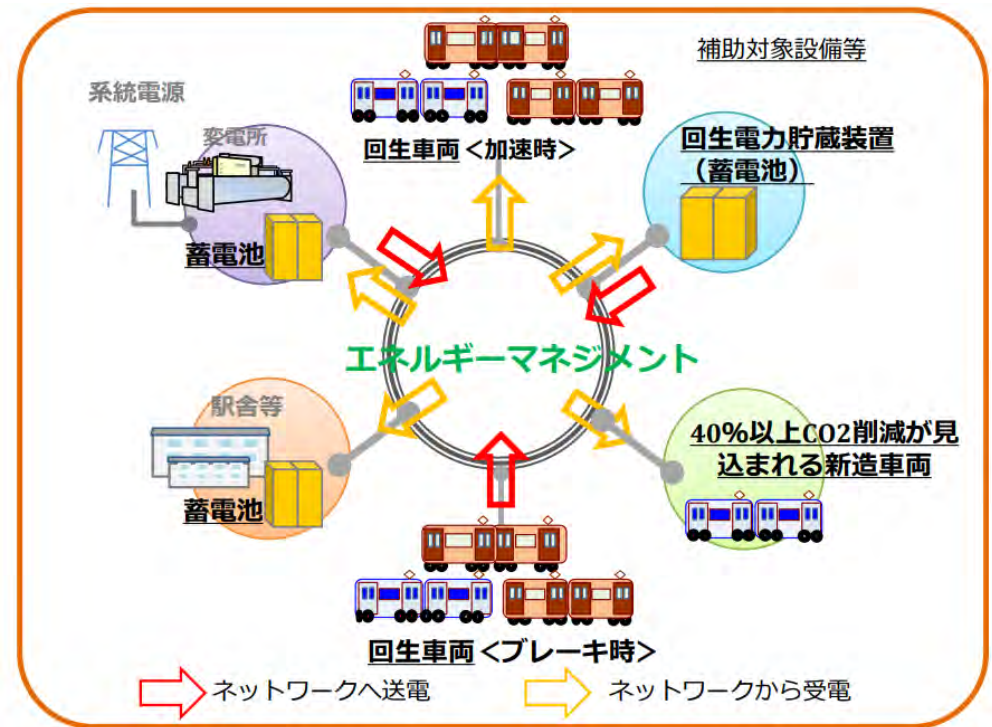 補助対象設備等
系統電源
変電所
蓄電池
回生車両<加速時>
回生電力貯蔵装置
(蓄電池)
エネルギーマネジメント
駅舎等
蓄電池
40%以上CO2削減が見
込まれる新造車両
回生車両<ブレーキ時>
ネットワークへ送電
ネットワークから受電